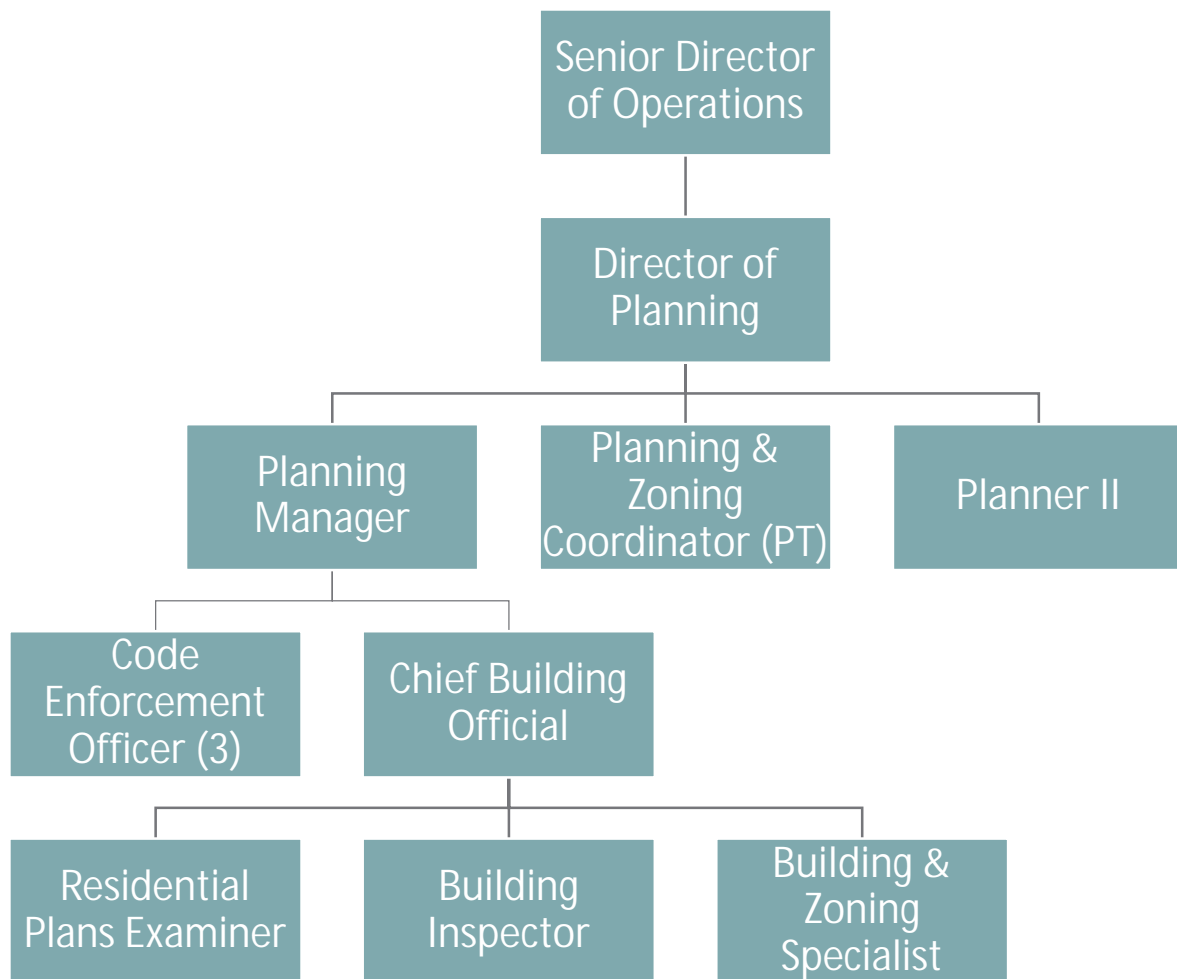 Senior Director
of Operations
Director of
Planning
Planning
Manager
Planning &
Zoning
Coordinator (PT)
Planner II
Code
Enforcement
Officer (3)
Chief Building
Official
Residential
Plans Examiner
Building
Inspector
Building &
Zoning
Specialist